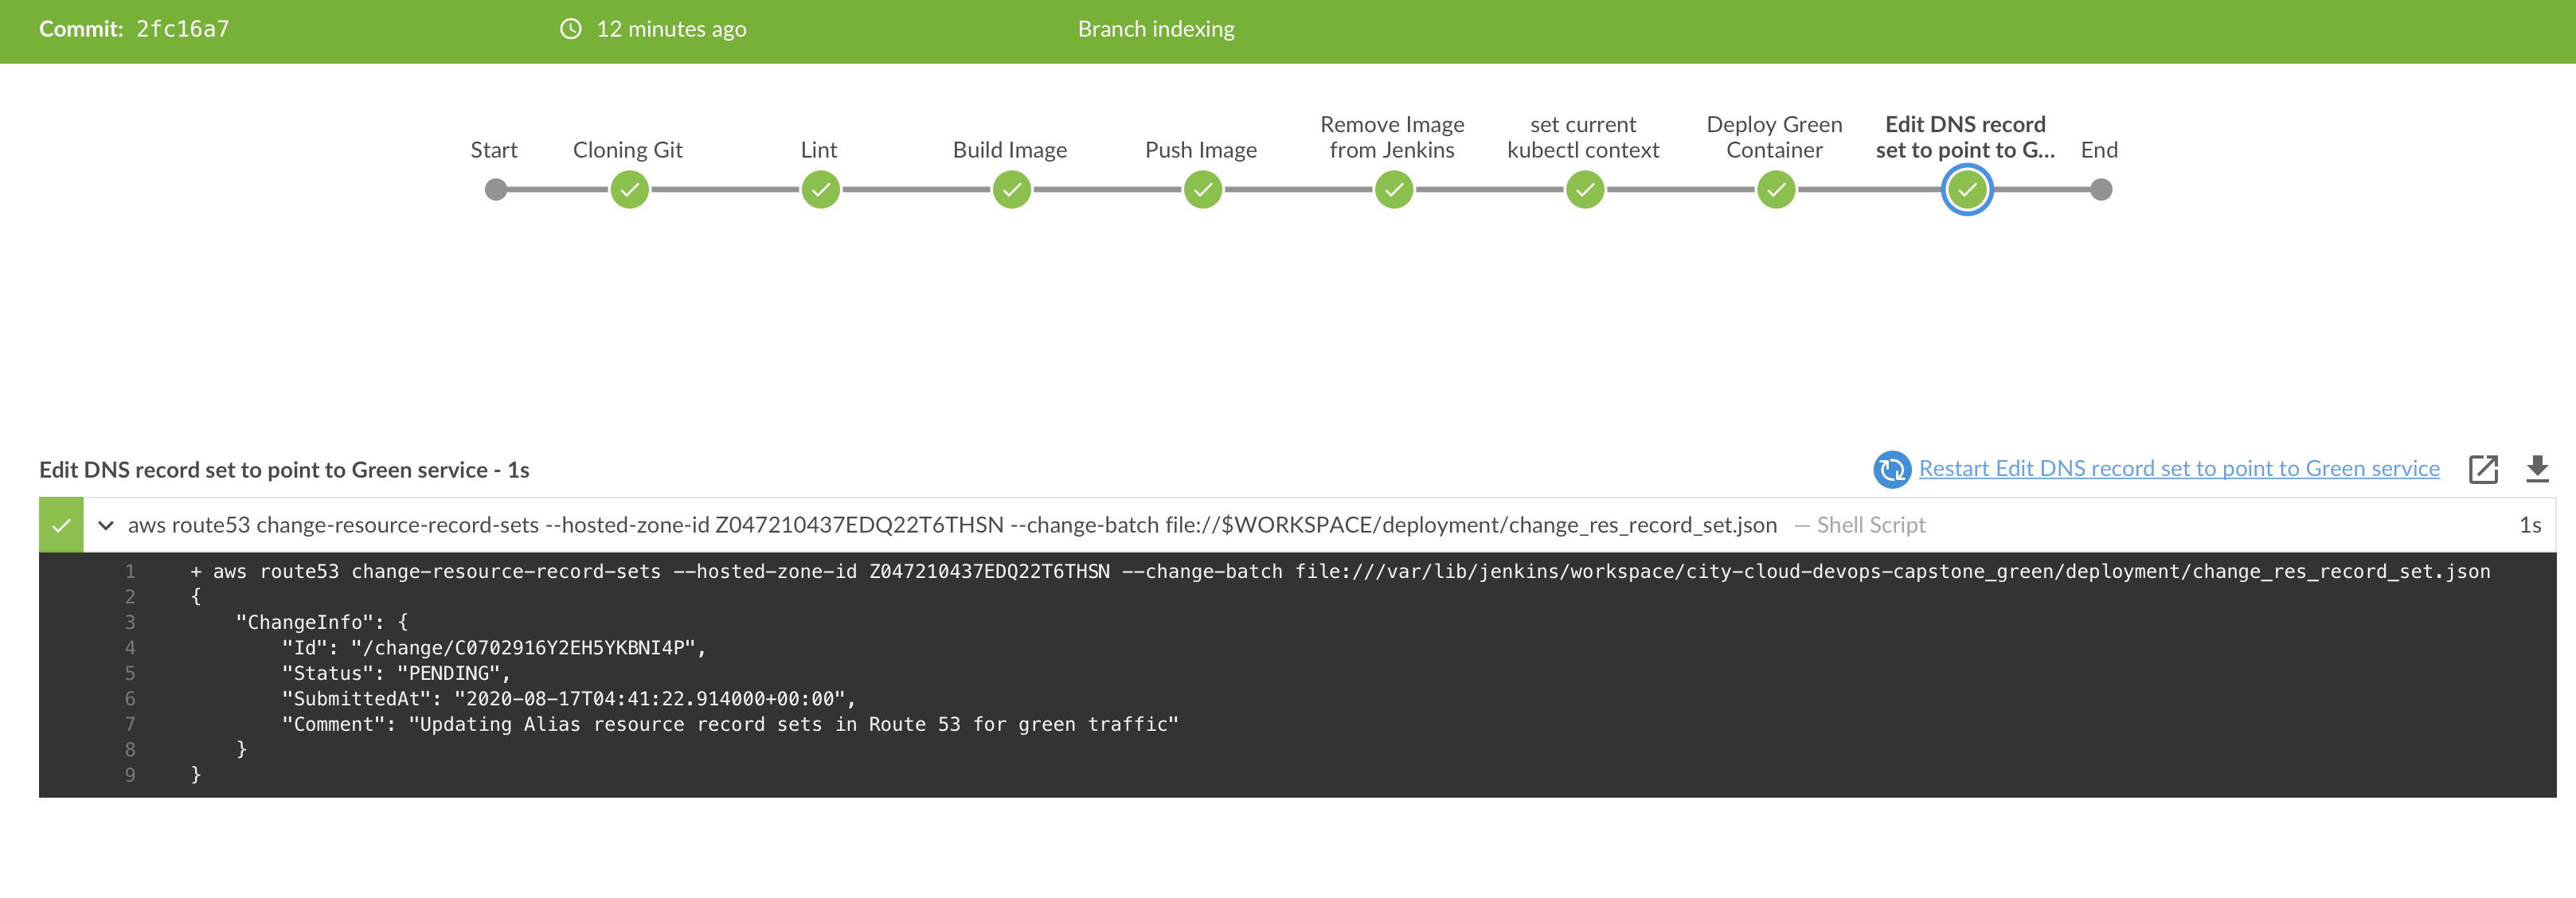 Commit: 2fc16a7 12 minutes ago Branch indexing
Start
Cloning Git
Lint
Build Image
Push Image
Remove Image
from Jenkins
set current
kubectl context
Deploy Green
Container
Edit DNS record
set to point to G...
End
Edit DNS record set to point to Green service - 1s
Restart Edit DNS record set to point to Green service
aws route53 change-resource-record-sets --hosted-zone-id Z047210437EDQ22T6THSN --change-batch file://$WORKSPACE/deployment/change_res_record_set.json — Shell Script 1s
1 + aws route53 change-resource-record-sets --hosted-zone-id Z047210437EDQ22T6THSN --change-batch file:///var/lib/jenkins/workspace/city-cloud-devops-capstone_green/deployment/change_res_record_set.json
2 {
3 "ChangeInfo": {
4 "Id": "/change/C0702916Y2EH5YKBNI4P",
5 "Status": "PENDING",
6 "SubmittedAt": "2020-08-17T04:41:22.914000+00:00",
7 "Comment": "Updating Alias resource record sets in Route 53 for green traffic"
8 }
9 }